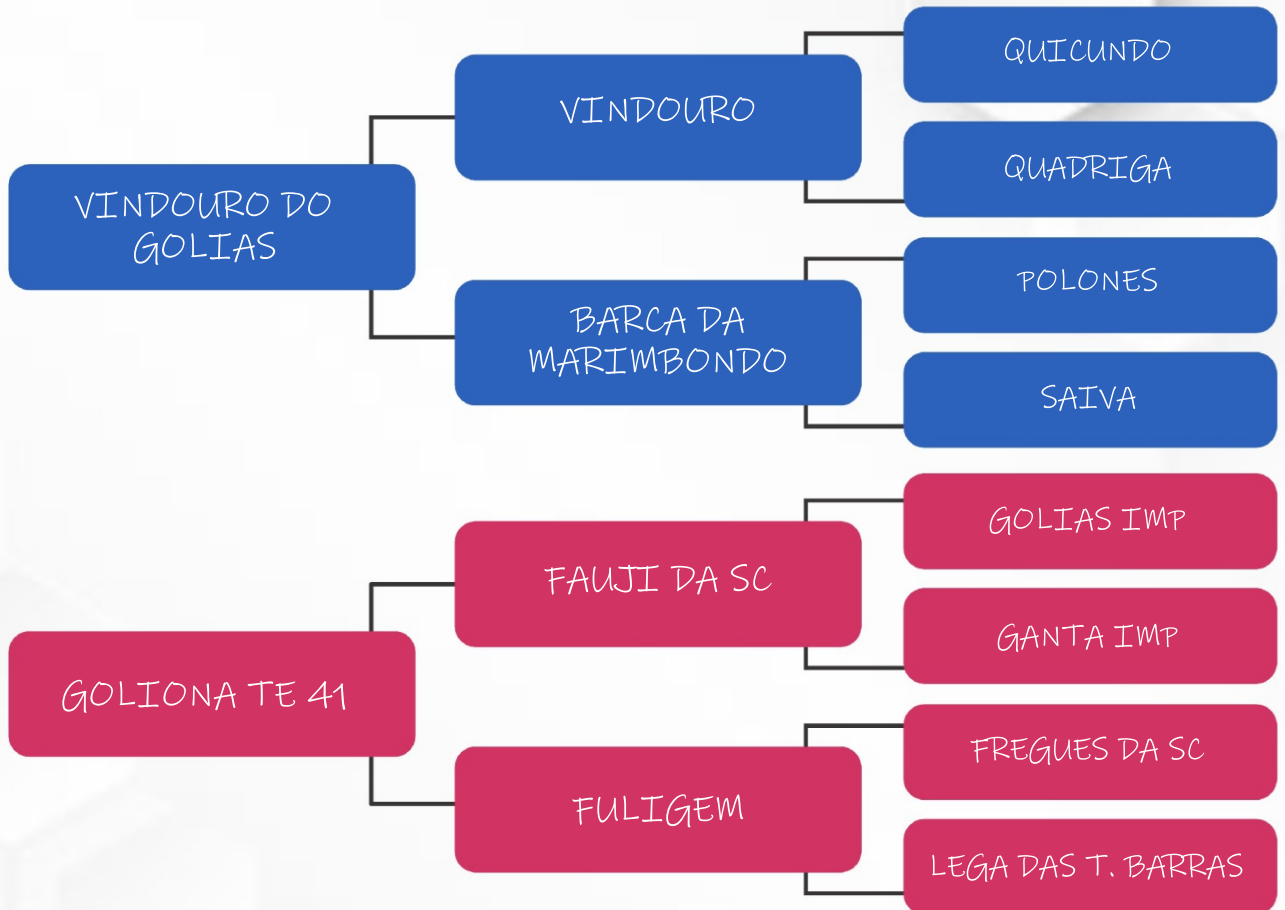 QUICUNDO
VINDOURO
QUADRIGA
VINDOURO DO
GOLIAS
POLONES
BARCA DA
MARIMBONDO
SAIVA
GOLIAS IMP
FAUJI DA SC
GANTA IMP
GOLIONA TE 41
FREGUES DA SC
FULIGEM
LEGA DAS T. BARRAS